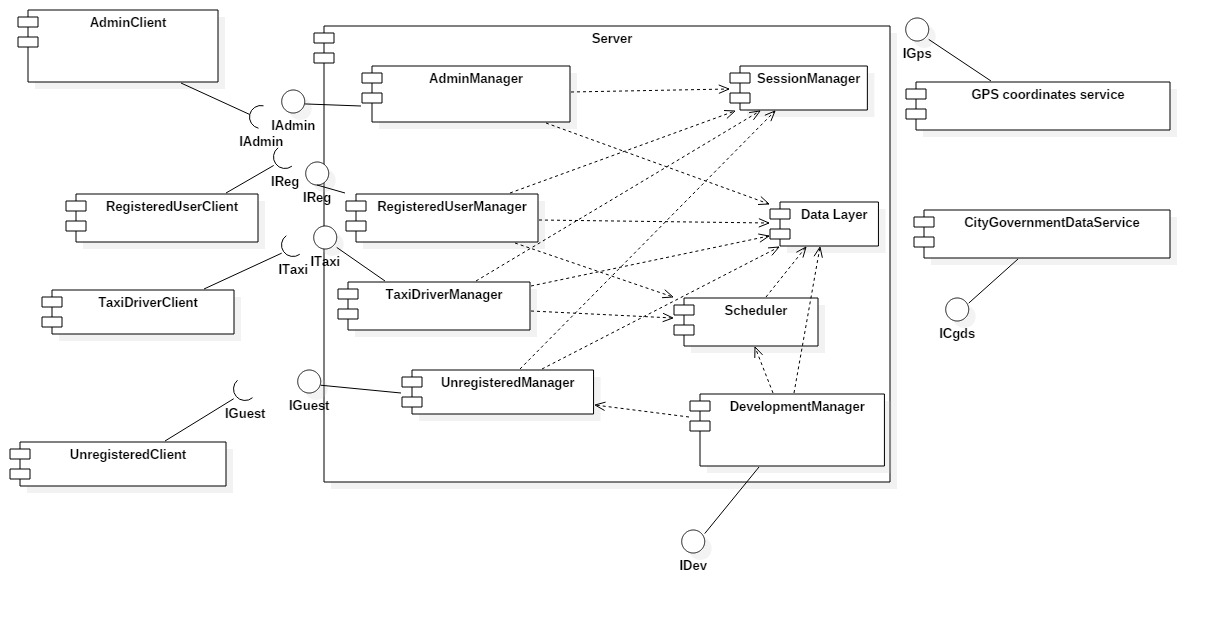 AdminClient
Server
IGps
AdminManager
SessionManager
GPS coordinates service
IAdmin
IAdmin
IReg
IReg
RegisteredUserClient
RegisteredUserManager
Data Layer
CityGovernmentDataService
ITaxi
ITaxi
TaxiDriverClient
TaxiDriverManager
Scheduler
ICgds
UnregisteredManager
IGuest
IGuest
DevelopmentManager
UnregisteredClient
IDev